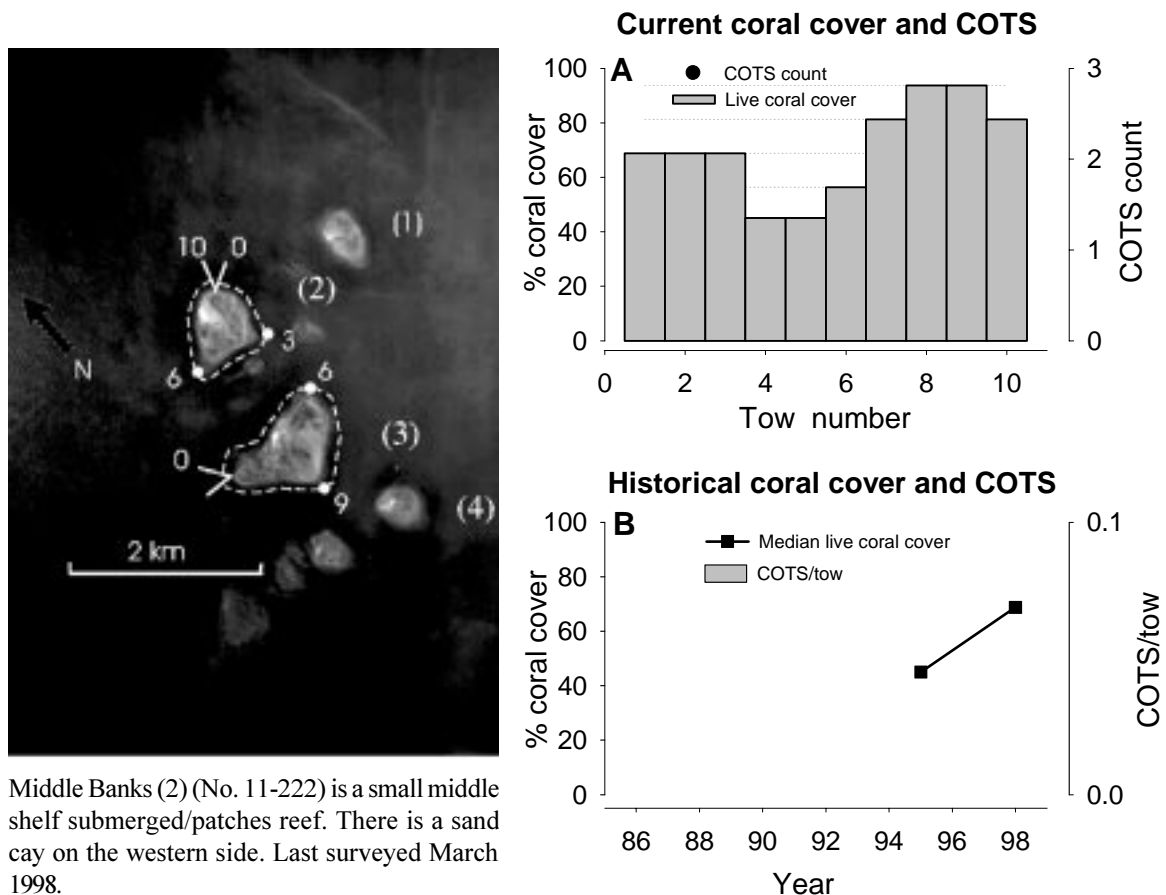 (1)
10 0
(2)
3
N
6
6
(3)
0
9
(4)
2 km
Middle Banks (2) (No. 11-222) is a small middle
shelf submerged/patches reef. There is a sand
cay on the western side. Last surveyed March
1998.
Current coral cover and COTS
A
COTS count
Live coral cover
100
80
60
40
20
0
% coral cover
3
2
1
0
COTS count
0 2 4 6 8 10
Tow number
Historical coral cover and COTS
B
Median live coral cover
COTS/tow
100
80
60
40
20
0
% coral cover
0.1
0.0
COTS/tow
86 88 90 92 94 96 98
Year